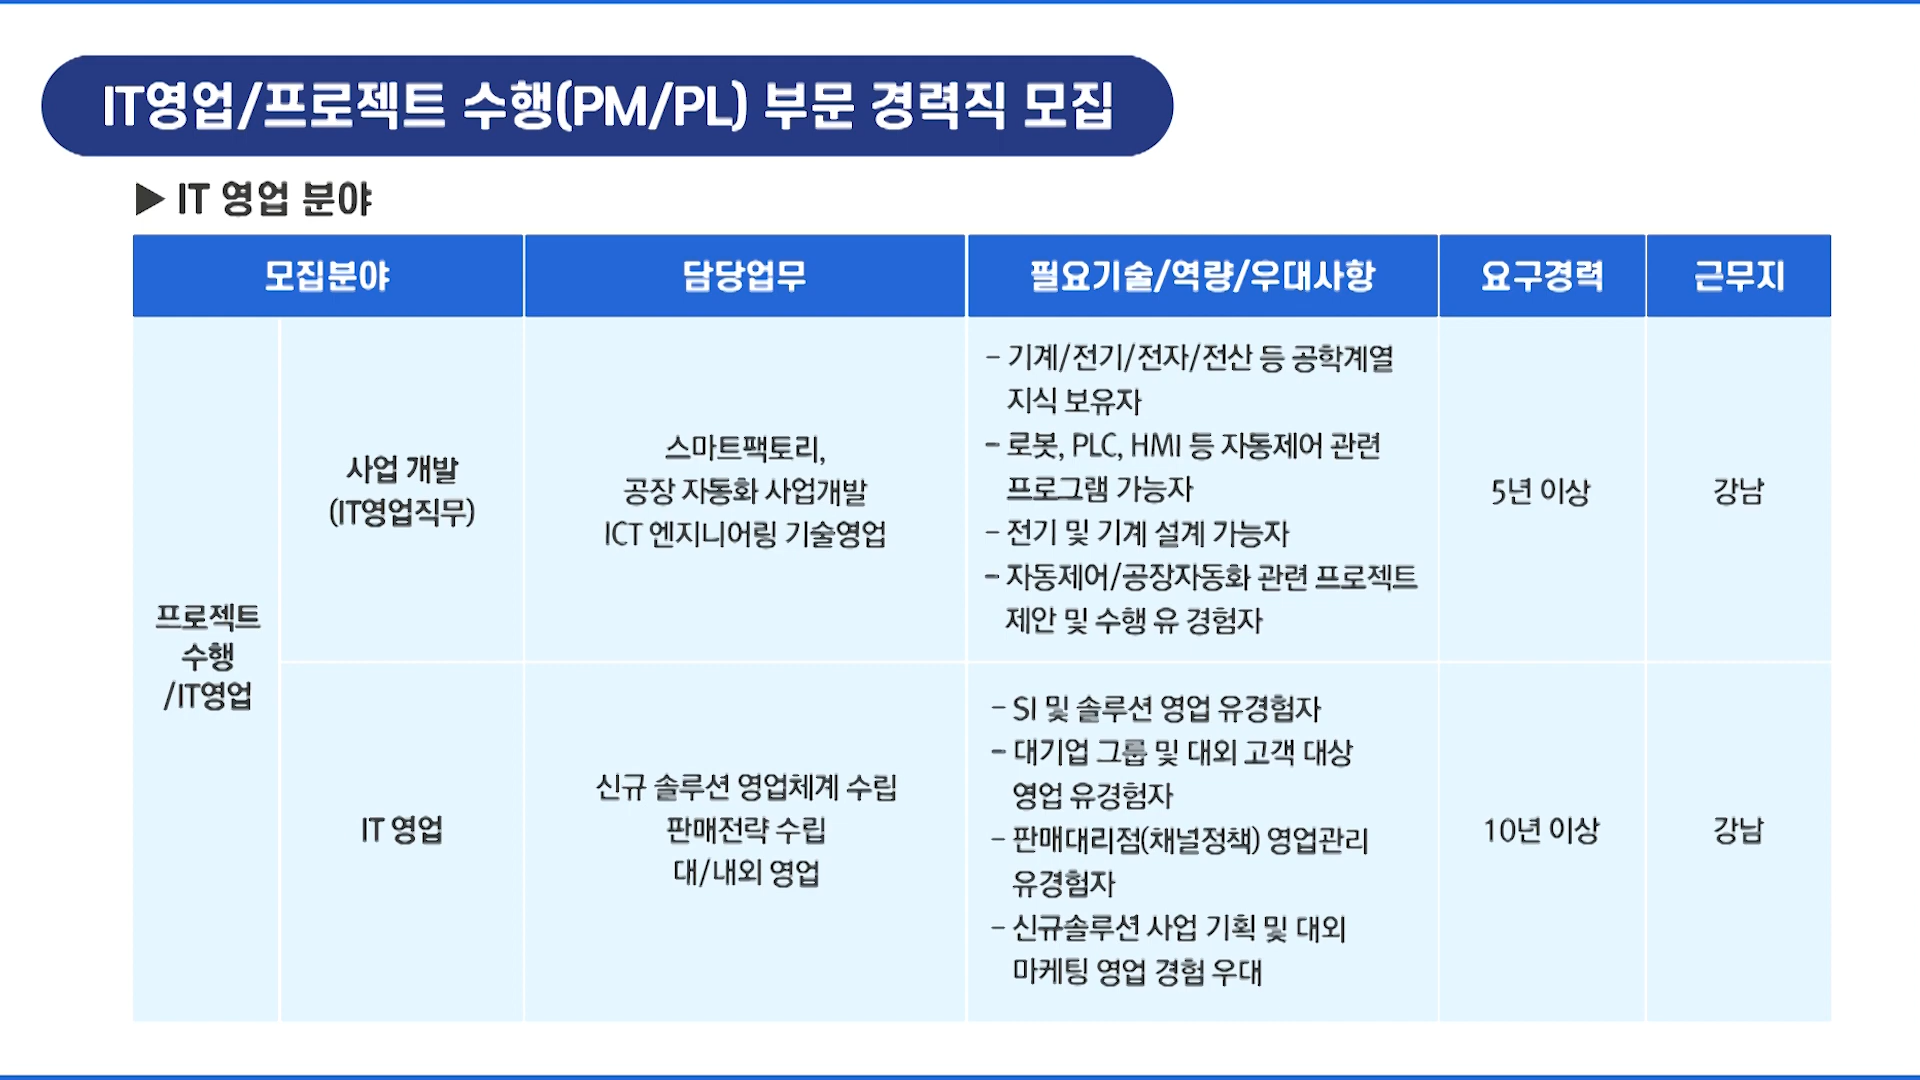 IT영업/프로젝트 수행(PM/PL) 부문 경력직 모집
▶ IT 영업 분야
모집분야
담당업무
필요기술/역량/우대사항
요구경력
근무지
프로젝트
수행
/IT영업
사업 개발
(IT영업직무)
스마트팩토리,
공장 자동화 사업개발
ICT 엔지니어링 기술영업
- 기계/전기/전자/전산 등 공학계열
지식 보유자
- 로봇, PLC, HMI 등 자동제어 관련
프로그램 가능자
- 전기 및 기계 설계 가능자
- 자동제어/공장자동화 관련 프로젝트
제안 및 수행 유 경험자
5년 이상
강남
IT 영업
신규 솔루션 영업체계 수립
판매전략 수립
대/내외 영업
- SI 및 솔루션 영업 유경험자
- 대기업 그룹 및 대외 고객 대상
영업 유경험자
- 판매대리점(채널정책) 영업관리
유경험자
- 신규솔루션 사업 기획 및 대외
마케팅 영업 경험 우대
10년 이상
강남